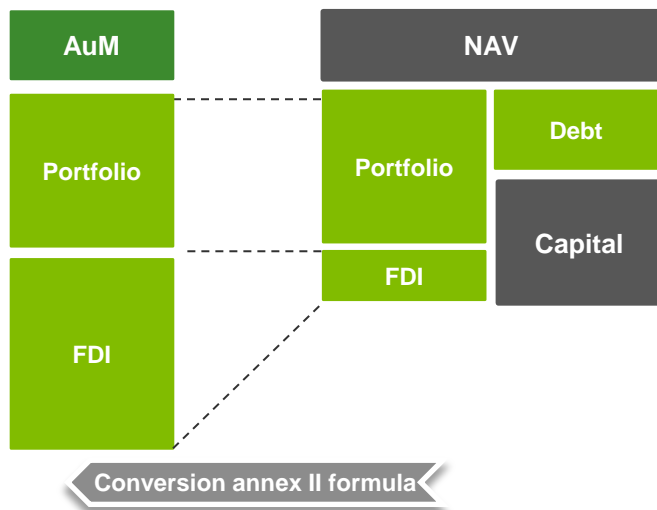 AuM
NAV
Portfolio
Portfolio
Debt
Capital
FDI
FDI
Conversion annex II formula